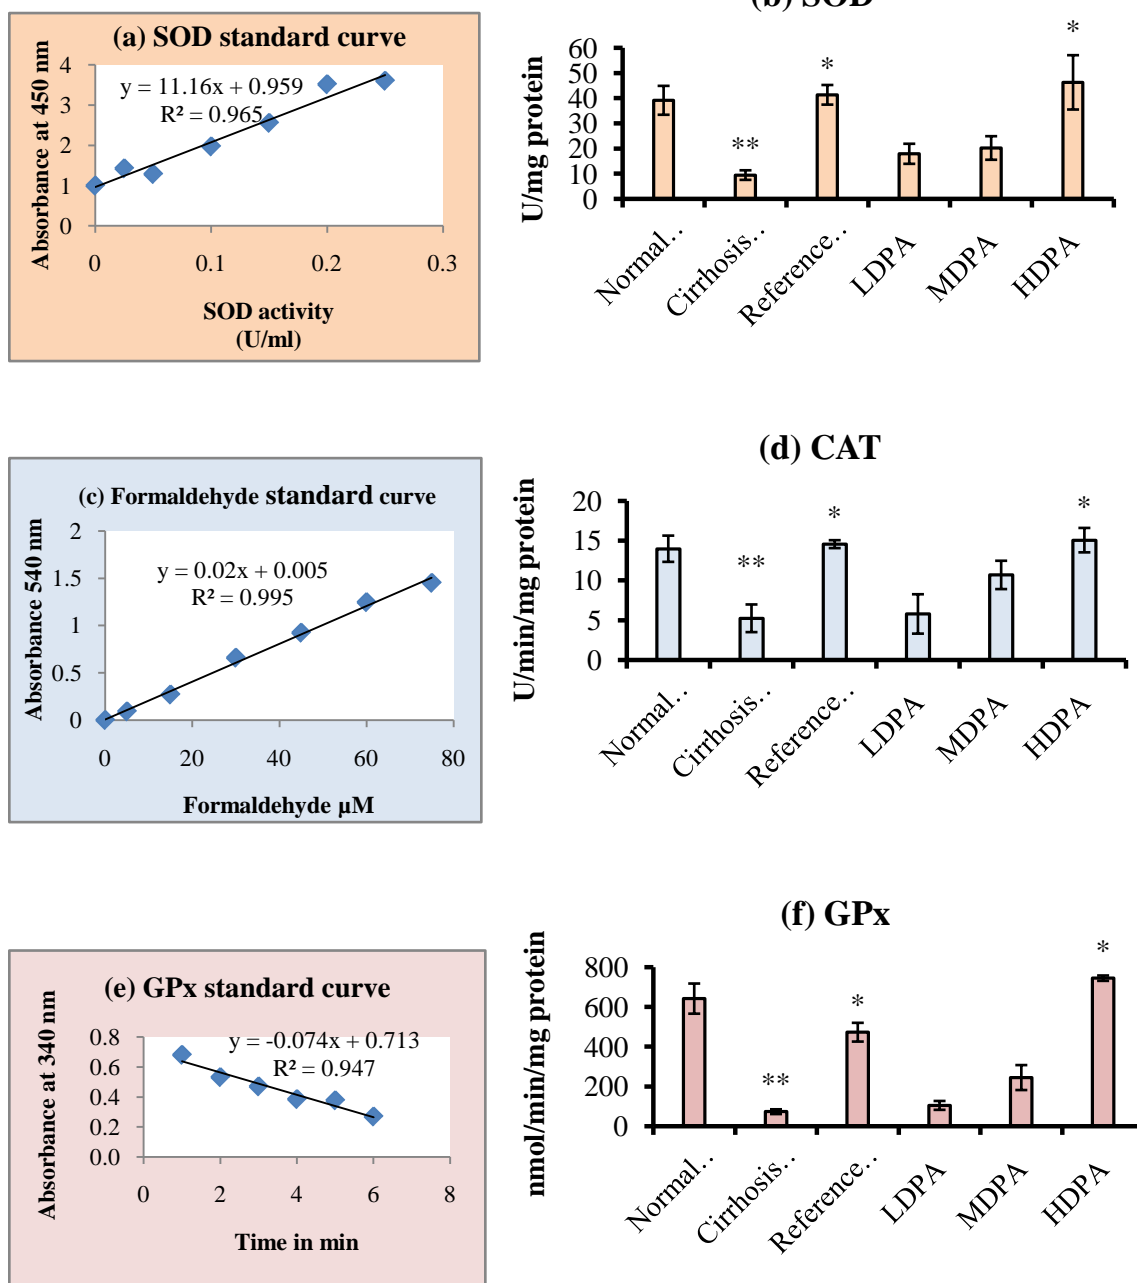 (a) SOD standard curve
Absorbance at 450 nm
y = 11.16x + 0.959
R² = 0.965
4
3
2
1
0
0 0.1 0.2 0.3
SOD activity
(U/ml)
(b) SOD
U/mg protein
60
50
40
30
20
10
0
**
*
*
Normal..
Cirrhosis..
Reference..
LDPA
MDPA
HDPA
(c) Formaldehyde standard curve
Absorbance 540 nm
y = 0.02x + 0.005
R² = 0.995
2
1.5
1
0.5
0
0 20 40 60 80
Formaldehyde µM
(d) CAT
U/min/mg protein
20
15
10
5
0
**
*
*
Normal..
Cirrhosis..
Reference..
LDPA
MDPA
HDPA
(e) GPx standard curve
Absorbance at 340 nm
y = -0.074x + 0.713
R² = 0.947
0.8
0.6
0.4
0.2
0.0
0 2 4 6 8
Time in min
(f) GPx
nmol/min/mg protein
800
600
400
200
0
**
*
*
Normal..
Cirrhosis..
Reference..
LDPA
MDPA
HDPA